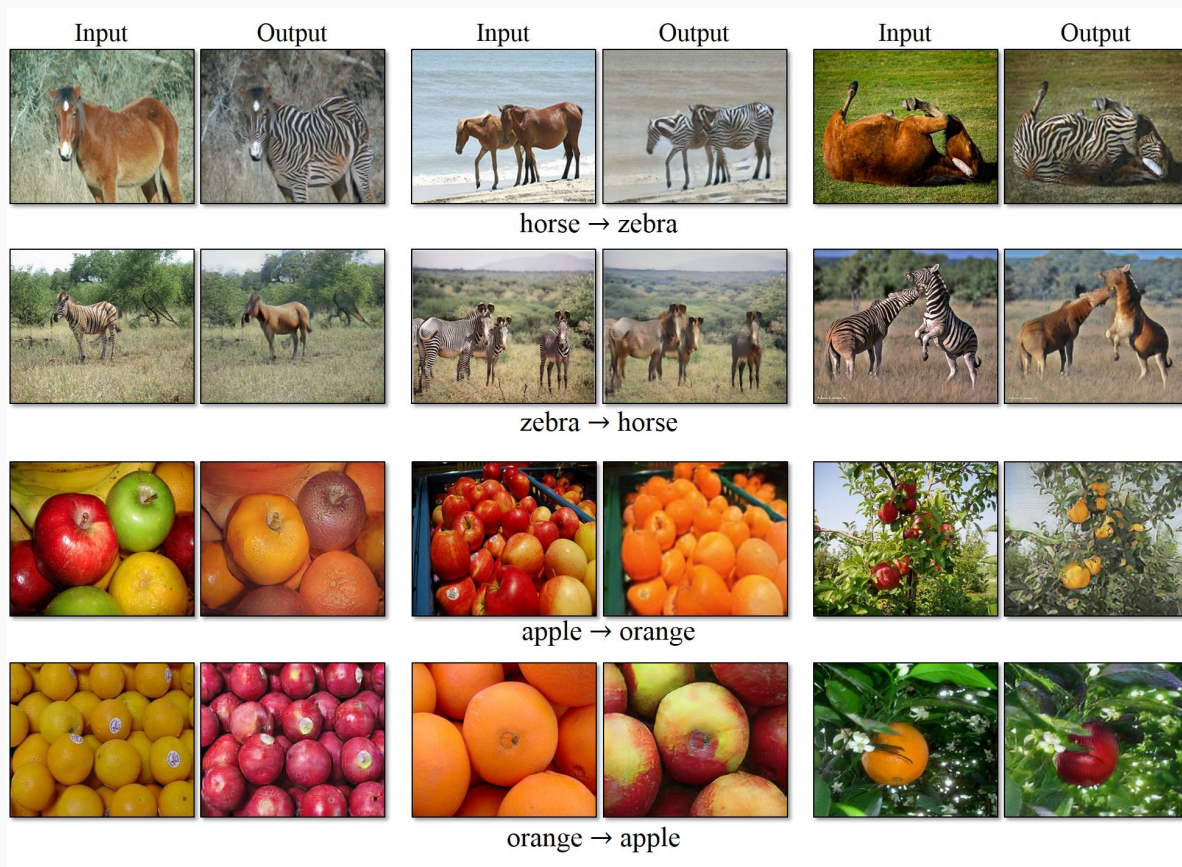 Input Output Input Output Input Output
horse → zebra
zebra → horse
apple → orange
orange → apple